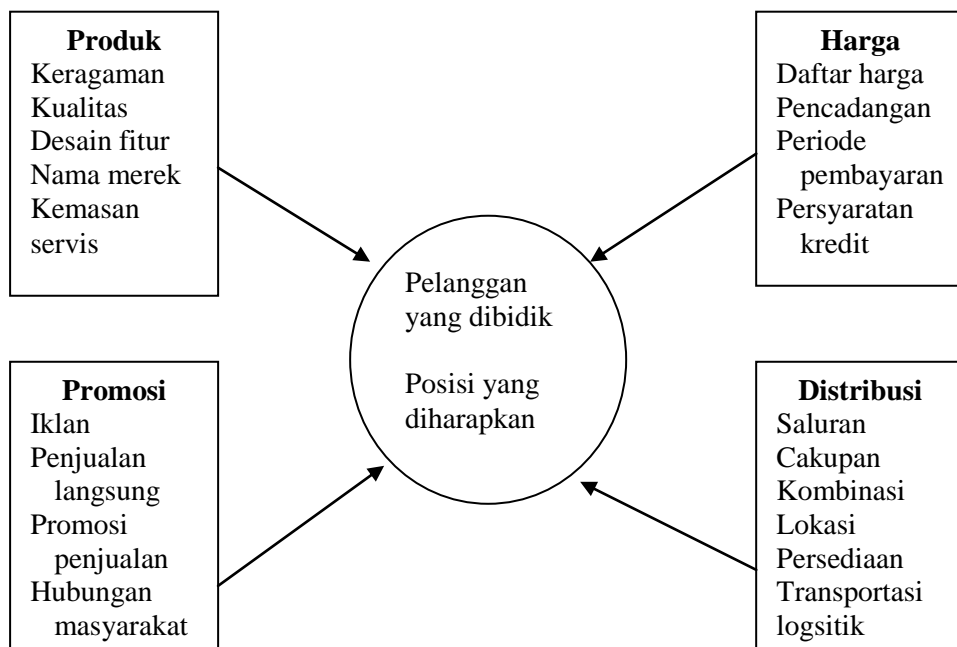 Produk
Keragaman
Kualitas
Desain fitur
Nama merek
Kemasan
servis
Harga
Daftar harga
Pencadangan
Periode
pembayaran
Persyaratan
kredit
Pelanggan
yang dibidik
Posisi yang
diharapkan
Promosi
Iklan
Penjualan
langsung
Promosi
penjualan
Hubungan
masyarakat
Distribusi
Saluran
Cakupan
Kombinasi
Lokasi
Persediaan
Transportasi
logsitik